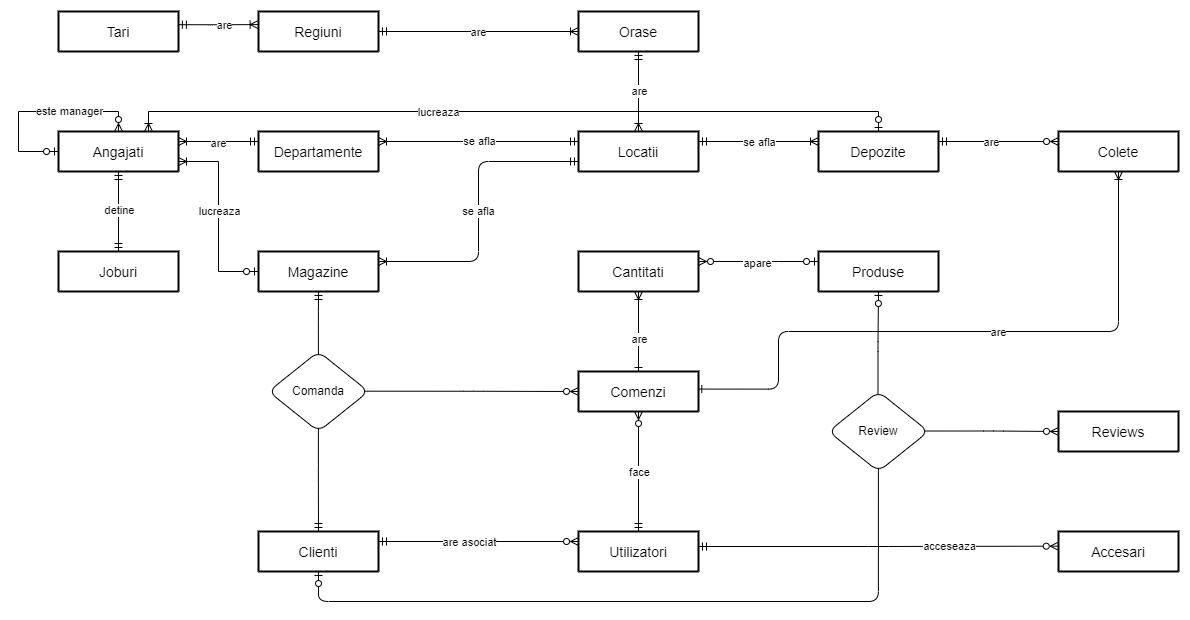 Tari
are
Regiuni
are
Orase
are
este manager
lucreaza
Angajati
are
Departamente
se afla
Locatii
se afla
Depozite
are
Colete
detine
lucreaza
se afla
Joburi
Magazine
Cantitati
apare
Produse
are
are
Comanda
Comenzi
Review
Reviews
face
Clienti
are asociat
Utilizatori
acceseaza
Accesari